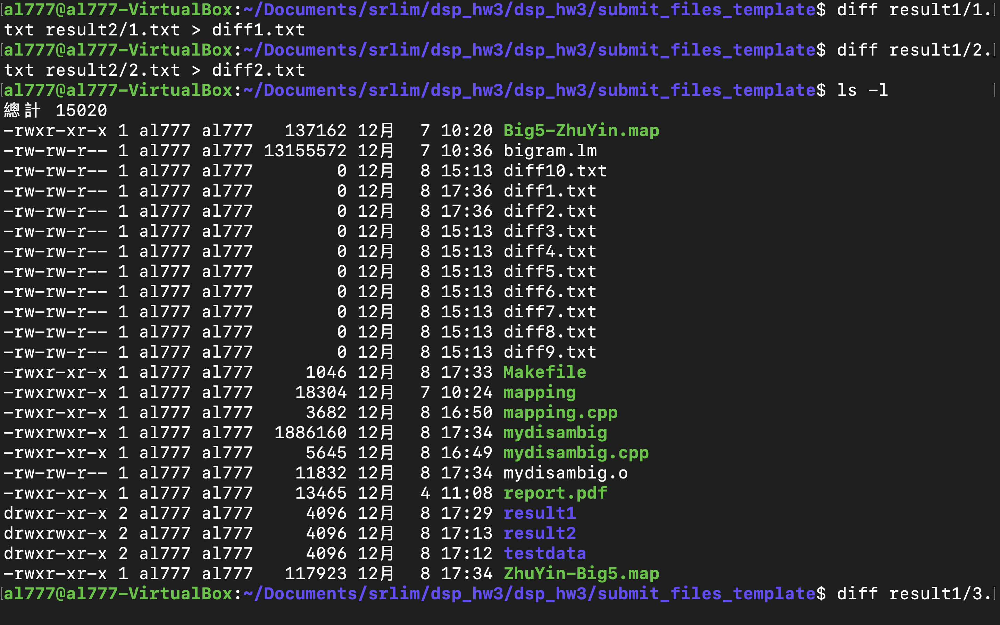 al777@al777-VirtualBox:~/Documents/srlim/dsp_hw3/dsp_hw3/submit_files_template$ diff result1/1.
txt result2/1.txt > diff1.txt
al777@al777-VirtualBox:~/Documents/srlim/dsp_hw3/dsp_hw3/submit_files_template$ diff result1/2.
txt result2/2.txt > diff2.txt
al777@al777-VirtualBox:~/Documents/srlim/dsp_hw3/dsp_hw3/submit_files_template$ ls -l
總計 15020
-rwxr-xr-x 1 al777 al777   137162 12月   7 10:20 Big5-ZhuYin.map
-rw-rw-r-- 1 al777 al777 13155572 12月   7 10:36 bigram.lm
-rw-rw-r-- 1 al777 al777        0 12月   8 15:13 diff10.txt
-rw-rw-r-- 1 al777 al777        0 12月   8 17:36 diff1.txt
-rw-rw-r-- 1 al777 al777        0 12月   8 17:36 diff2.txt
-rw-rw-r-- 1 al777 al777        0 12月   8 15:13 diff3.txt
-rw-rw-r-- 1 al777 al777        0 12月   8 15:13 diff4.txt
-rw-rw-r-- 1 al777 al777        0 12月   8 15:13 diff5.txt
-rw-rw-r-- 1 al777 al777        0 12月   8 15:13 diff6.txt
-rw-rw-r-- 1 al777 al777        0 12月   8 15:13 diff7.txt
-rw-rw-r-- 1 al777 al777        0 12月   8 15:13 diff8.txt
-rw-rw-r-- 1 al777 al777        0 12月   8 15:13 diff9.txt
-rwxr-xr-x 1 al777 al777     1046 12月   8 17:33 Makefile
-rwxrwxr-x 1 al777 al777    18304 12月   7 10:24 mapping
-rwxr-xr-x 1 al777 al777     3682 12月   8 16:50 mapping.cpp
-rwxrwxr-x 1 al777 al777  1886160 12月   8 17:34 mydisambig
-rwxr-xr-x 1 al777 al777     5645 12月   8 16:49 mydisambig.cpp
-rw-rw-r-- 1 al777 al777    11832 12月   8 17:34 mydisambig.o
-rwxr-xr-x 1 al777 al777    13465 12月   4 11:08 report.pdf
drwxr-xr-x 2 al777 al777     4096 12月   8 17:29 result1
drwxrwxr-x 2 al777 al777     4096 12月   8 17:13 result2
drwxr-xr-x 2 al777 al777     4096 12月   8 17:12 testdata
-rwxr-xr-x 1 al777 al777   117923 12月   8 17:34 ZhuYin-Big5.map
al777@al777-VirtualBox:~/Documents/srlim/dsp_hw3/dsp_hw3/submit_files_template$ diff result1/3.